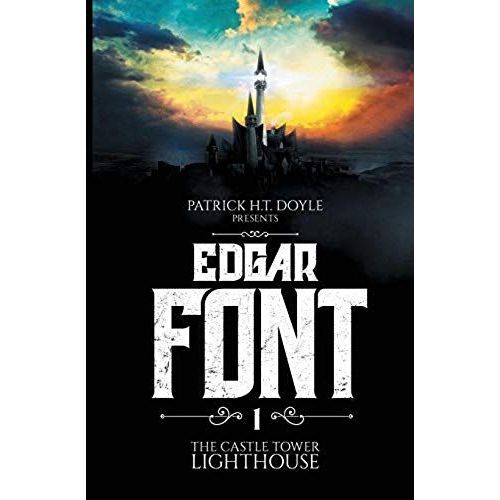 PATRICK H.T. DOYLE
PRESENTS
EDGAR
FONT
1
THE CASTLE TOWER
LIGHTHOUSE